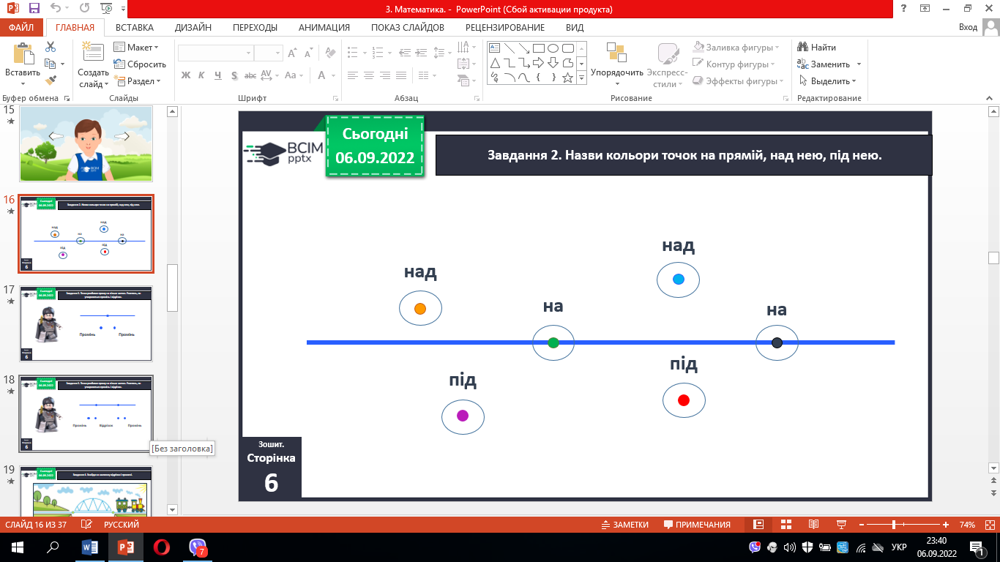 3. Математика. - PowerPoint (Сбой активации продукта)
ФАЙЛ ГЛАВНАЯ ВСТАВКА ДИЗАЙН ПЕРЕХОДЫ АНИМАЦИЯ ПОКАЗ СЛАЙДОВ РЕЦЕНЗИРОВАНИЕ ВИД Вход
Вставить
Буфер обмена
Создать слайд
Макет
Сбросить
Раздел
Слайды
Ж К Ч S abc AV Aa A
Шрифт
Абзац
Упорядочить
Экспресс-стили
Заливка фигуры
Контур фигуры
Эффекты фигуры
Рисование
Найти
Заменить
Выделить
Редактирование
15
16
17
Промінь Промінь
18
Промінь Відрізок Промінь
[Без заголовка]
19
ВСІМ
pptx
Сьогодні
06.09.2022
Завдання 2. Назви кольори точок на прямій, над нею, під нею.
над
над
на
на
під
під
Зошит.
Сторінка
6
СЛАЙД 16 ИЗ 37 РУССКИЙ ЗАМЕТКИ ПРИМЕЧАНИЯ 74%
7
УКР
23:40
06.09.2022
1